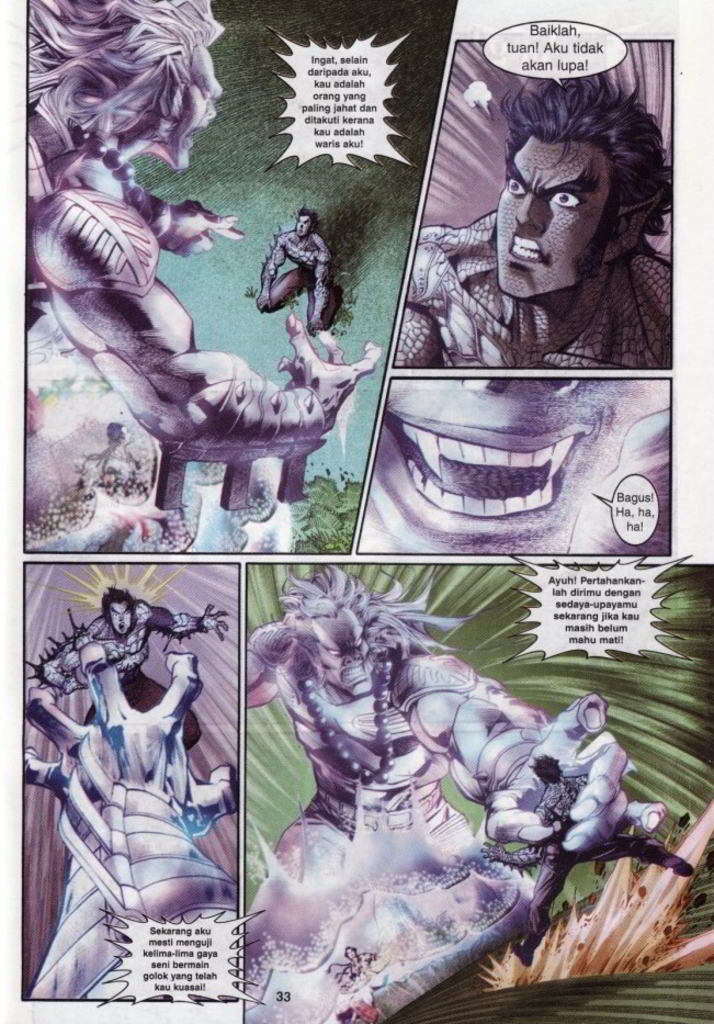 Ingat, selain
daripada aku,
kau adalah
orang yang
paling jahat dan
ditakuti kerana
kau adalah
waris aku!
Baiklah,
tuan! Aku tidak
akan lupa!
Bagus!
Ha, ha,
ha!
Sekarang aku
mesti menguji
kelima-lima gaya
seni bermain
golok yang telah
kau kuasai!
Ayuh! Pertahankan-
lah dirimu dengan
sedaya-upayamu
sekarang jika kau
masih belum
mahu mati!
33